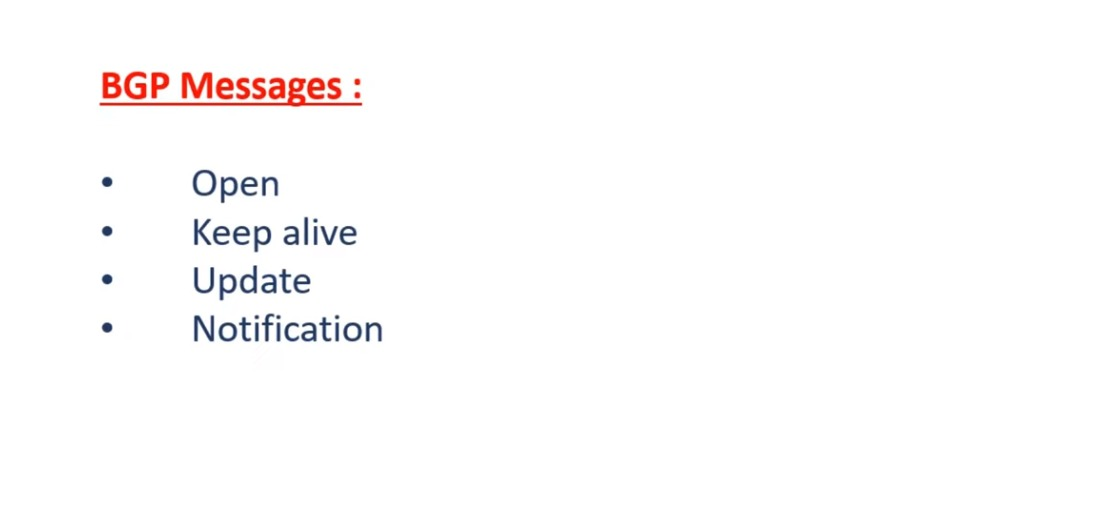 BGP Messages :
• Open
• Keep alive
• Update
• Notification